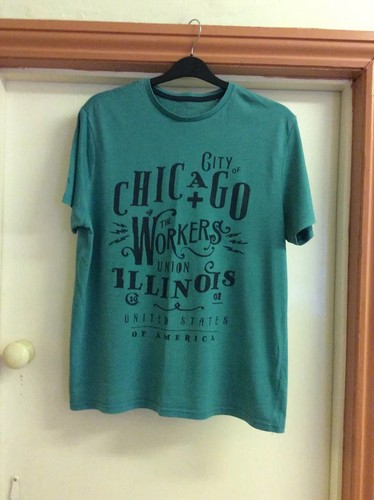 CITY OF
CHICAGO
+
THE
WORKERS
UNION
ILLINOIS
UNITED STATES
OF AMERICA